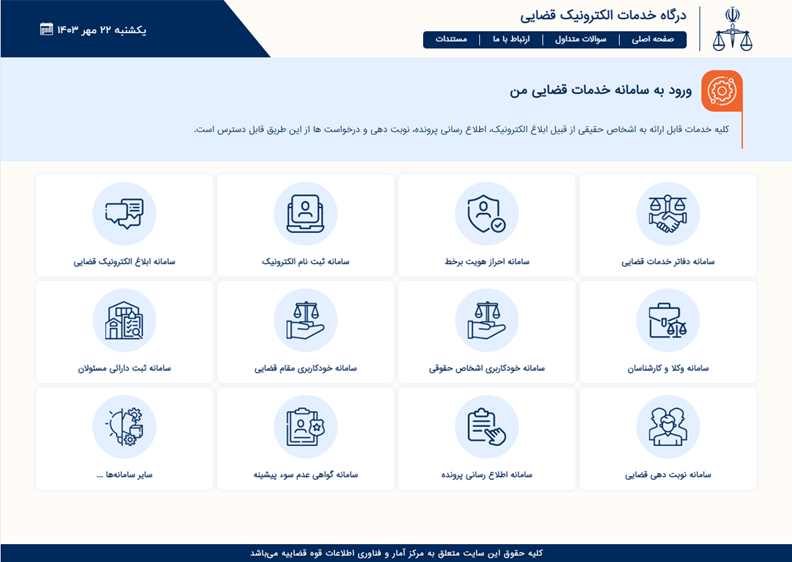 درگاه خدمات الکترونیک قضایی
صفحه اصلی | سوالات متداول | ارتباط با ما | مستندات
یکشنبه ۲۲ مهر ۱۴۰۳
ورود به سامانه خدمات قضایی من
کلیه خدمات قابل ارائه به اشخاص حقیقی از قبیل ابلاغ الکترونیک، اطلاع رسانی پرونده، نوبت دهی و درخواست ها از این طریق قابل دسترس است.
سامانه دفاتر خدمات قضایی
سامانه احراز هویت برخط
سامانه ثبت نام الکترونیک
سامانه ابلاغ الکترونیک قضایی
سامانه وکلا و کارشناسان
سامانه خودکاربری اشخاص حقوقی
سامانه خودکاربری مقام قضایی
سامانه ثبت دارائی مسئولان
سامانه نوبت دهی قضایی
سامانه اطلاع رسانی پرونده
سامانه گواهی عدم سوء پیشینه
سایر سامانه‌ها ...
کلیه حقوق این سایت متعلق به مرکز آمار و فناوری اطلاعات قوه قضاییه می‌باشد